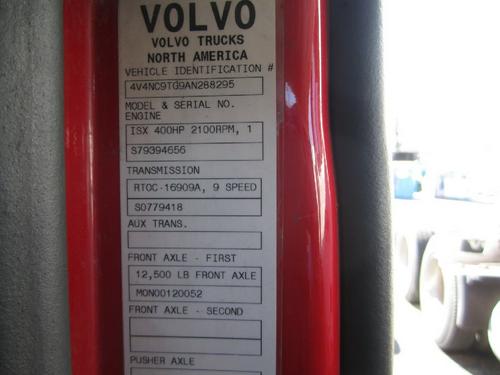 VOLVO
VOLVO TRUCKS
NORTH AMERICA
VEHICLE IDENTIFICATION #
4V4NC9TG9AN288295
MODEL & SERIAL NO.
ENGINE
ISX 400HP 2100RPM, 1
S79394656
TRANSMISSION
RTOC-16909A, 9 SPEED
S0779418
AUX TRANS.
FRONT AXLE - FIRST
12,500 LB FRONT AXLE
MON00120052
FRONT AXLE - SECOND
PUSHER AXLE